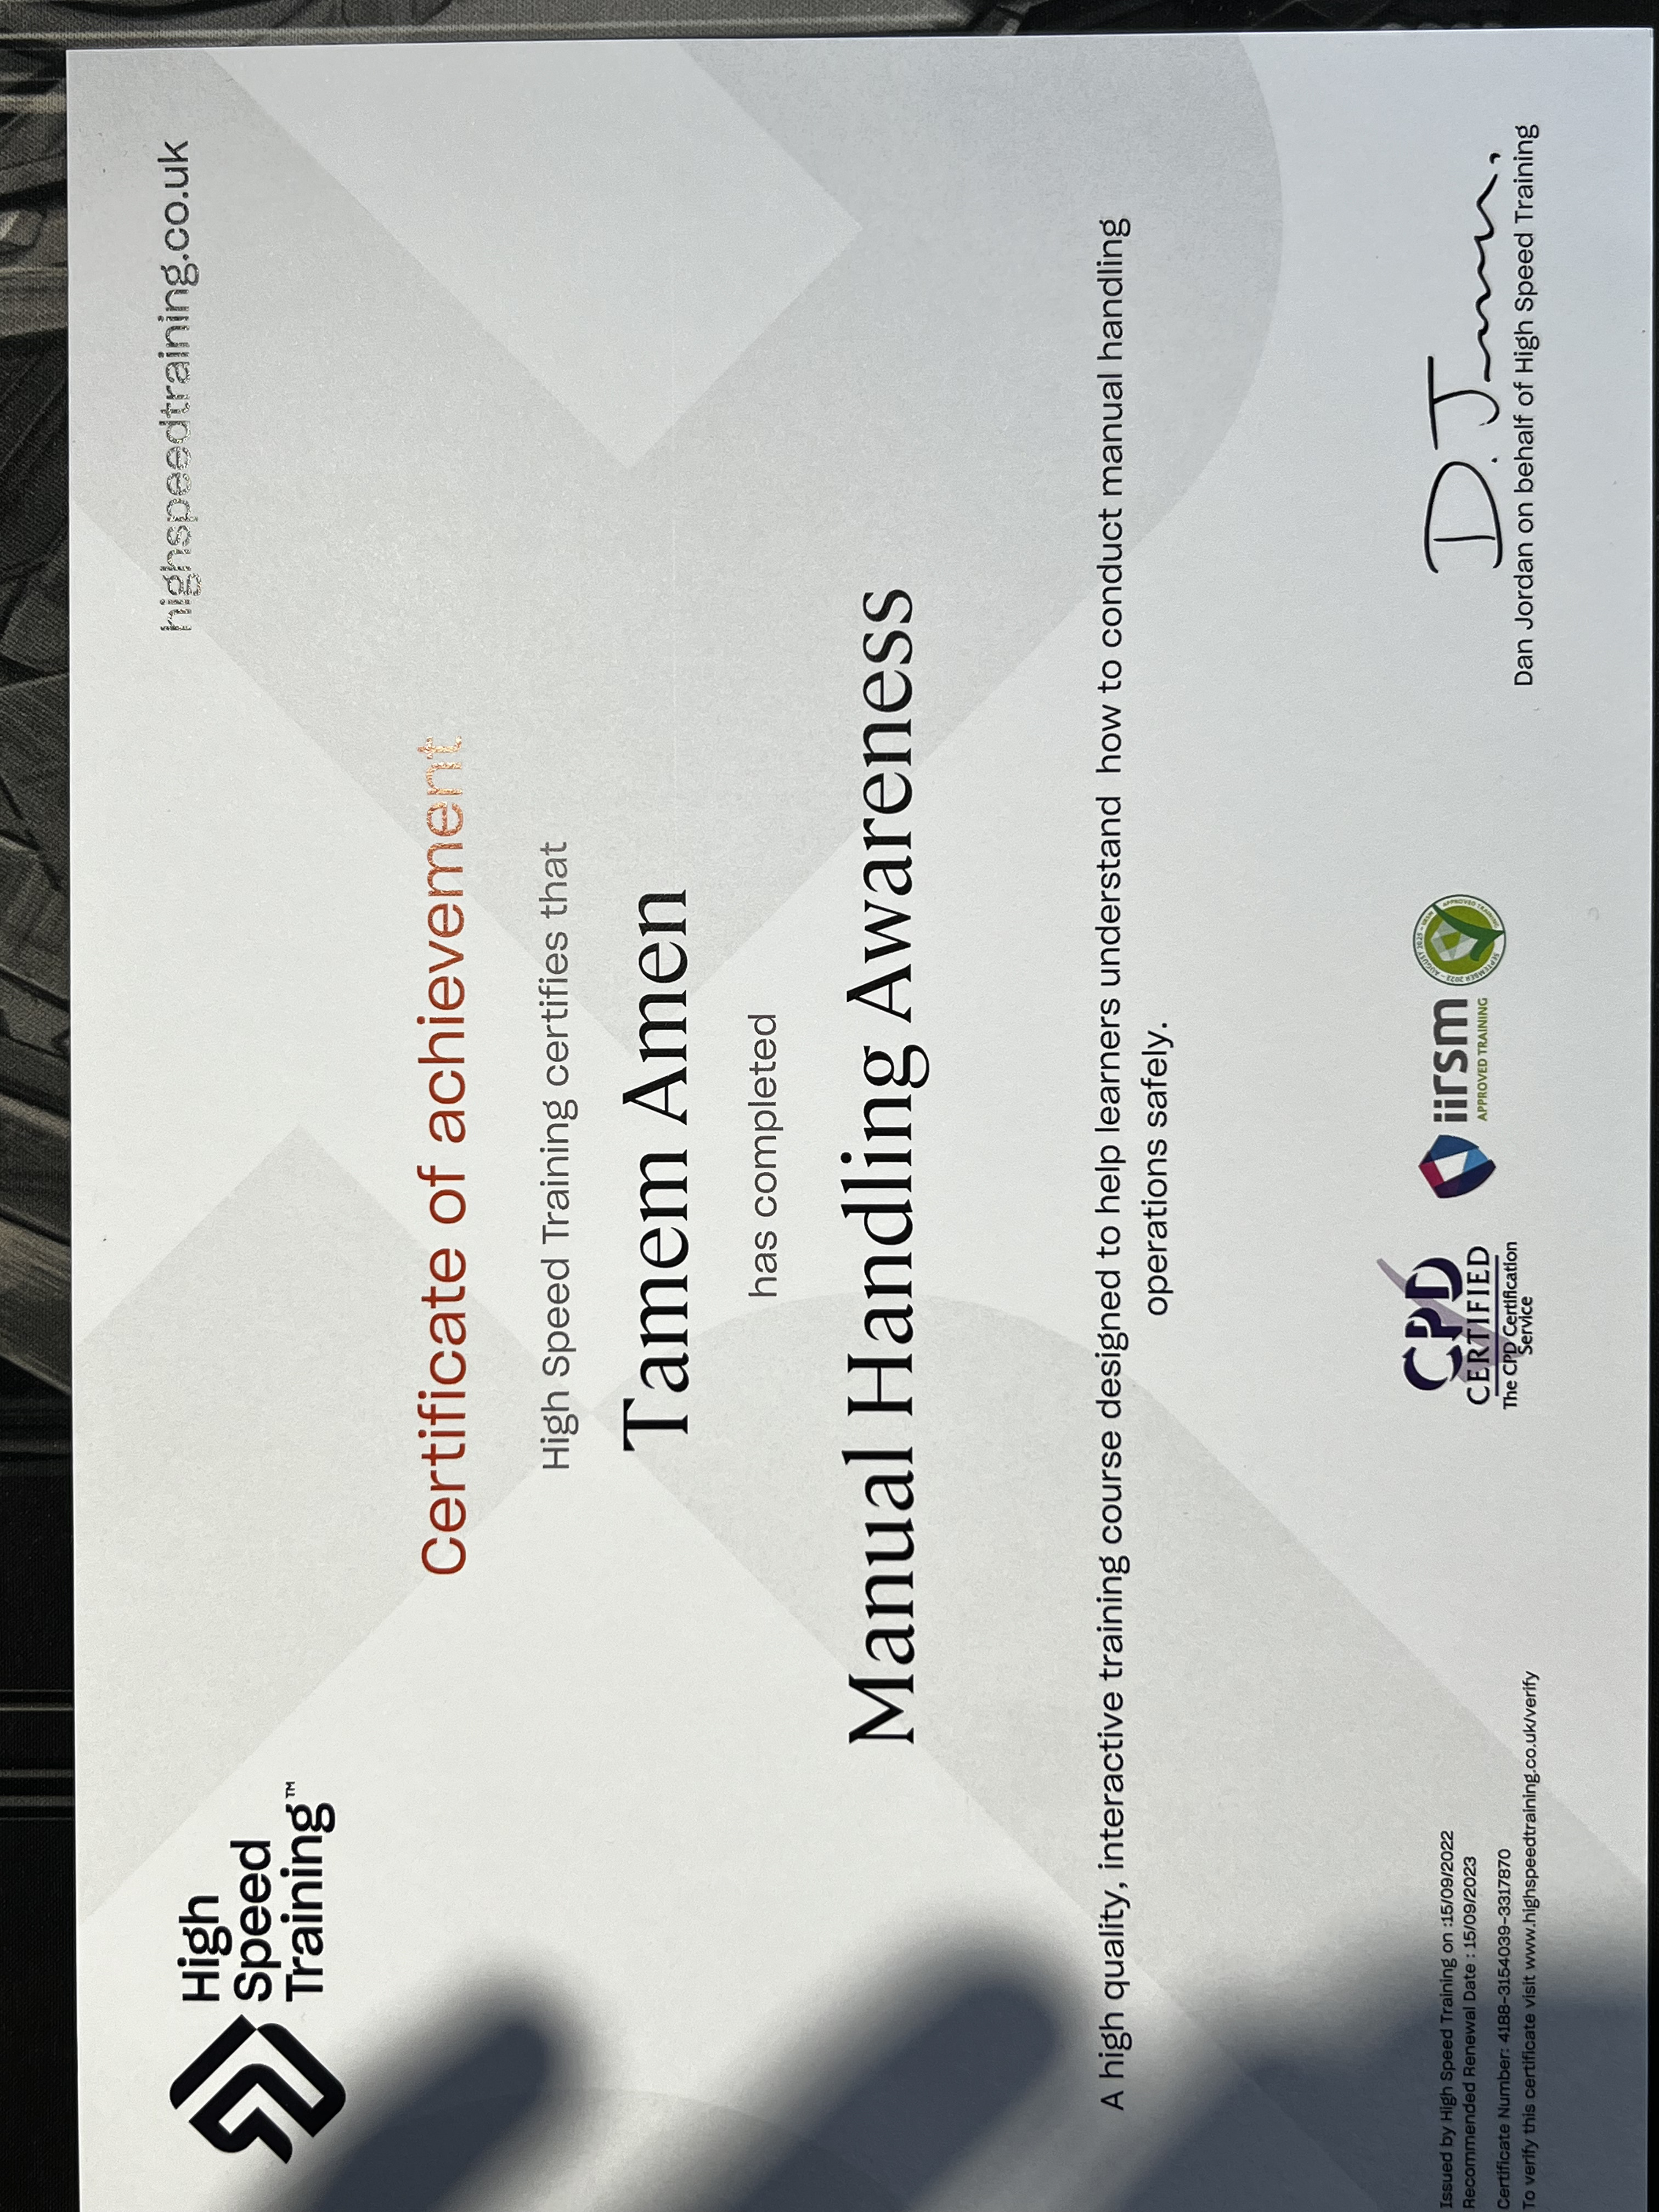 High
Speed
Training™
highspeedtraining.co.uk
Certificate of achievement
High Speed Training certifies that
Tamem Amen
has completed
Manual Handling Awareness
A high quality, interactive training course designed to help learners understand how to conduct manual handling
operations safely.
Issued by High Speed Training on :15/09/2022
Recommended Renewal Date : 15/09/2023
Certificate Number: 4188-3154039-3317870
To verify this certificate visit www.highspeedtraining.co.uk/verify
CPD
CERTIFIED
The CPD Certification
Service
iirsm
APPROVED TRAINING
D. J
Dan Jordan on behalf of High Speed Training